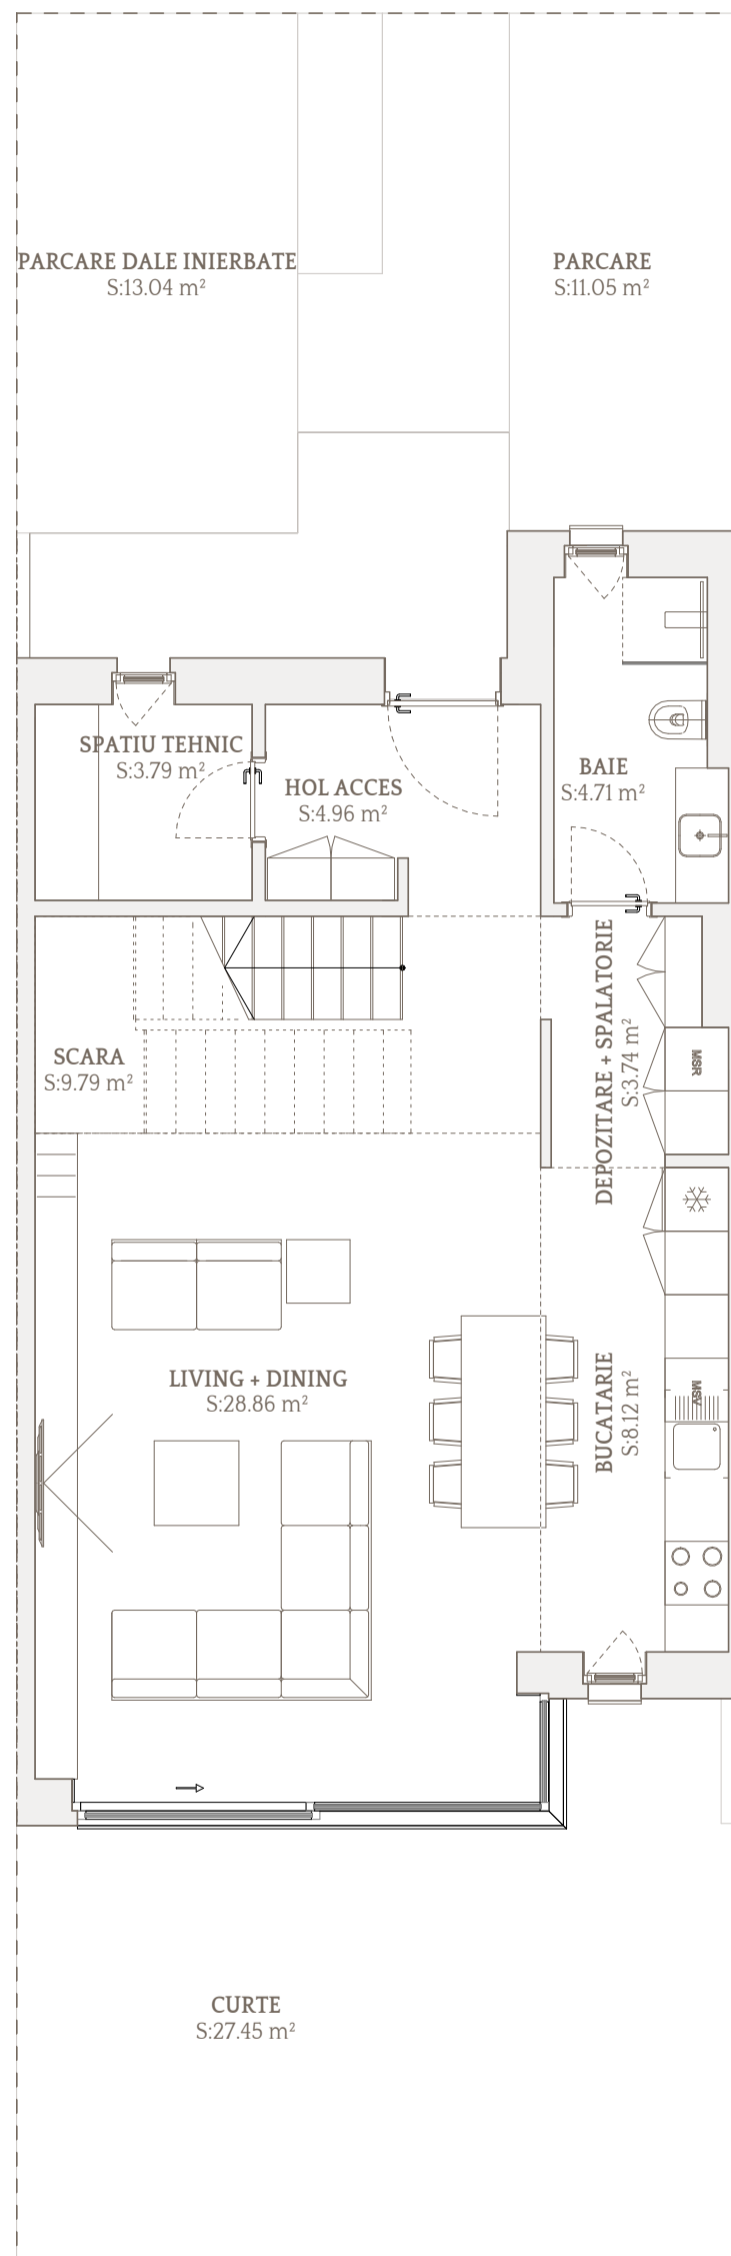 PARCARE DALE INIERBATE
S:13.04 m²
PARCARE
S:11.05 m²
SPATIU TEHNIC
S:3.79 m²
HOL ACCES
S:4.96 m²
BAIE
S:4.71 m²
SCARA
S:9.79 m²
DEPOZITARE + SPALATORIE
S:3.74 m²
MSR
LIVING + DINING
S:28.86 m²
BUCATARIE
S:8.12 m²
MSV
CURTE
S:27.45 m²